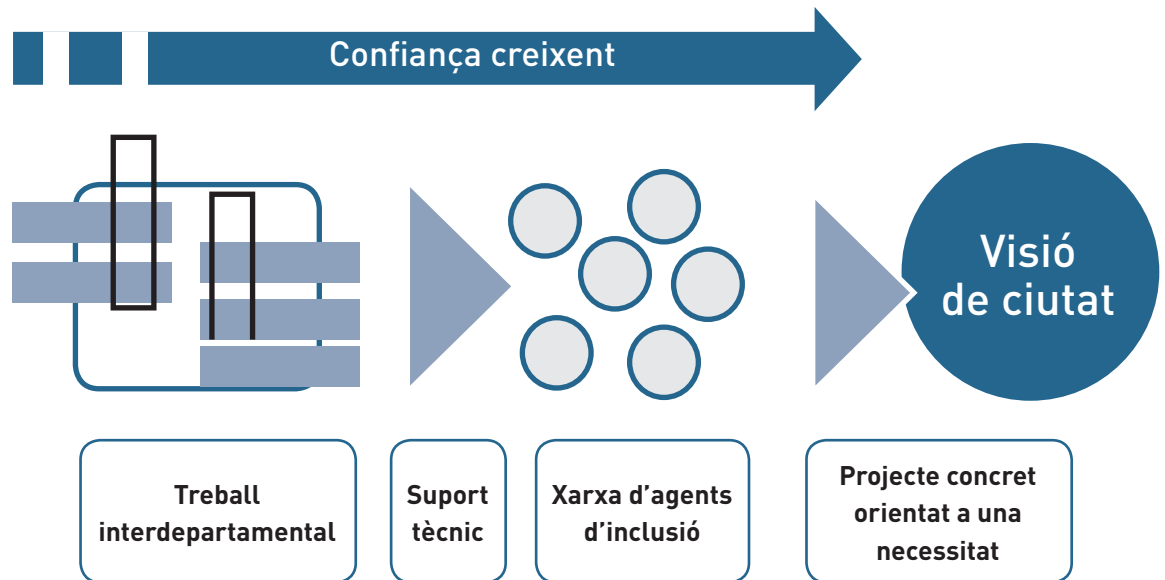 Confiança creixent
Visió
de ciutat
Treball
interdepartamental
Suport
tècnic
Xarxa d'agents
d'inclusió
Projecte concret
orientat a una
necessitat